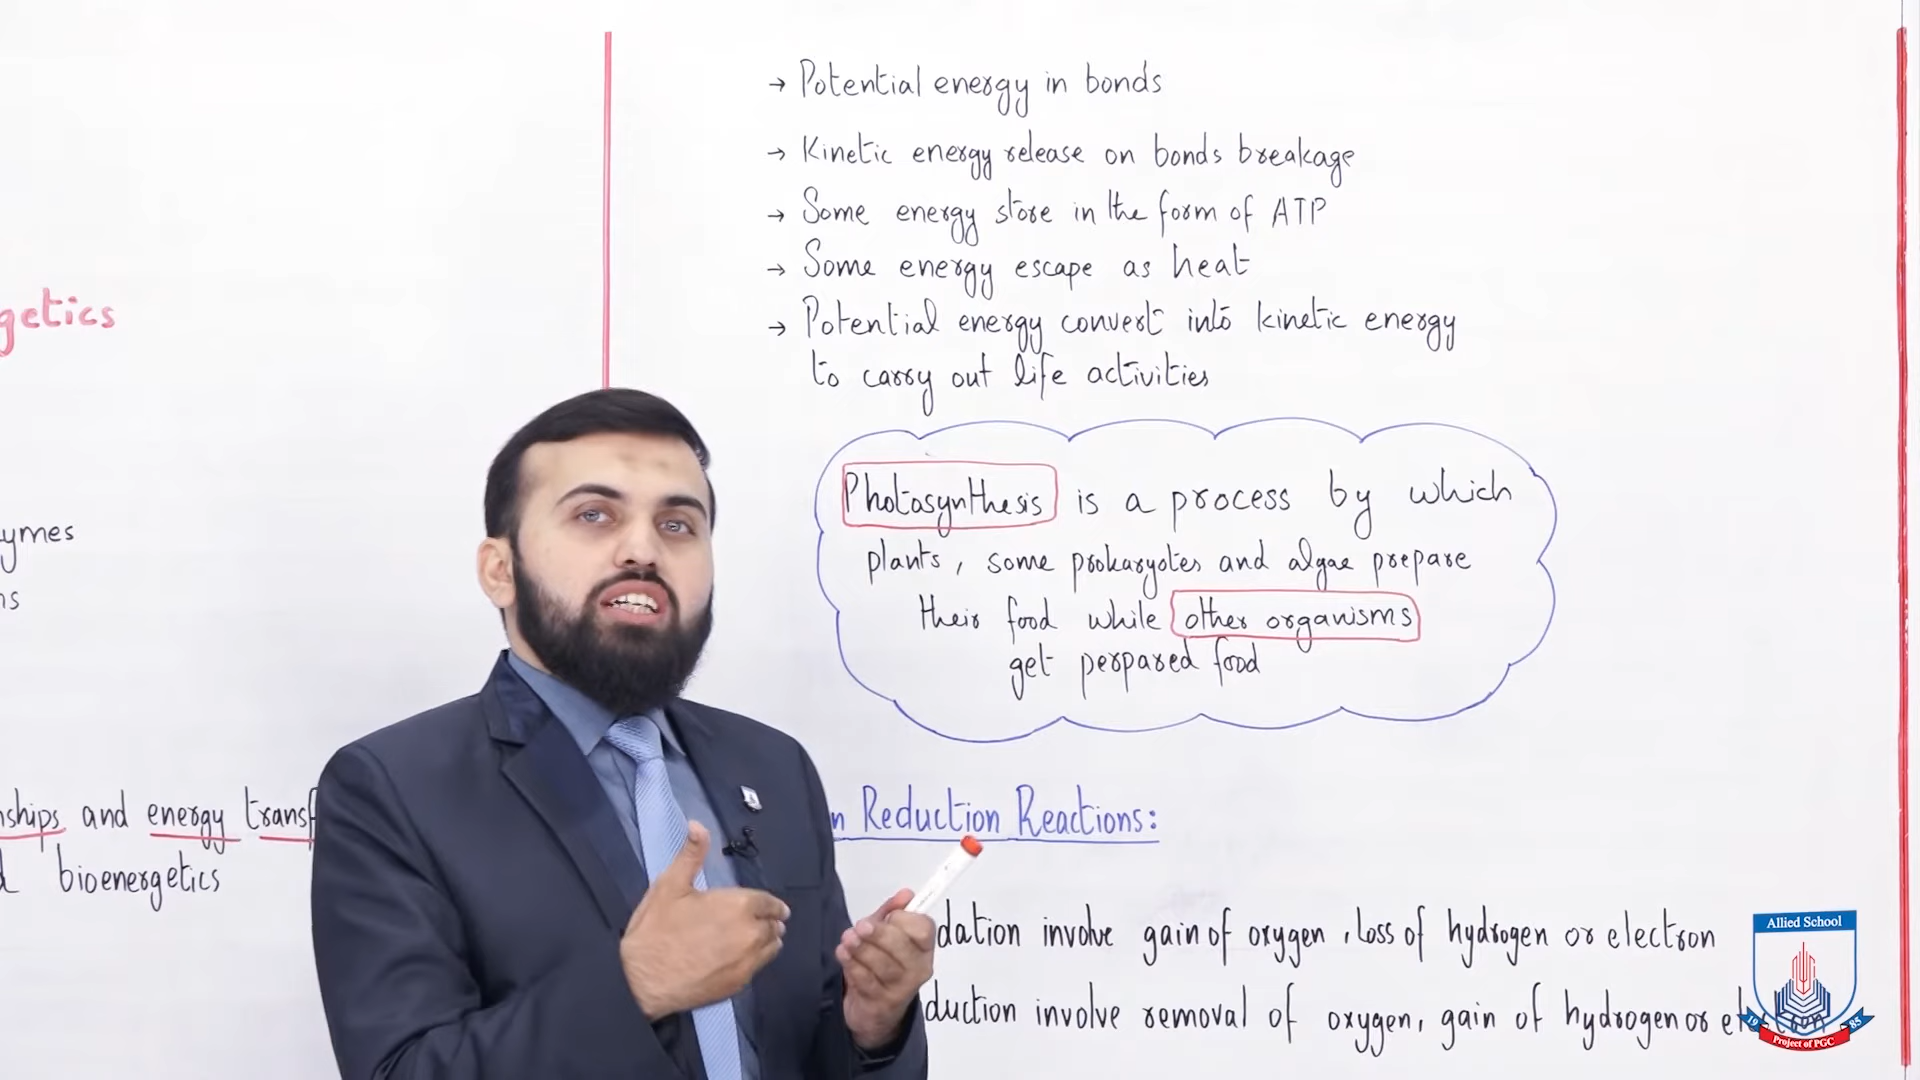 → Potential energy in bonds
→ Kinetic energy release on bonds breakage
→ Some energy store in the form of ATP
→ Some energy escape as heat
→ Potential energy convert into kinetic energy
to carry out life activities
Photosynthesis is a process by which
plants, some prokaryotes and algae prepare
their food while other organisms
get perpared food
n Reduction Reactions:
dation involve gain of oxygen, loss of hydrogen or electron
duction involve removal of oxygen, gain of hydrogen or electron
getics
ymes
ns
nships and energy transf
d bioenergetics
Allied School
1985
Project of PGC